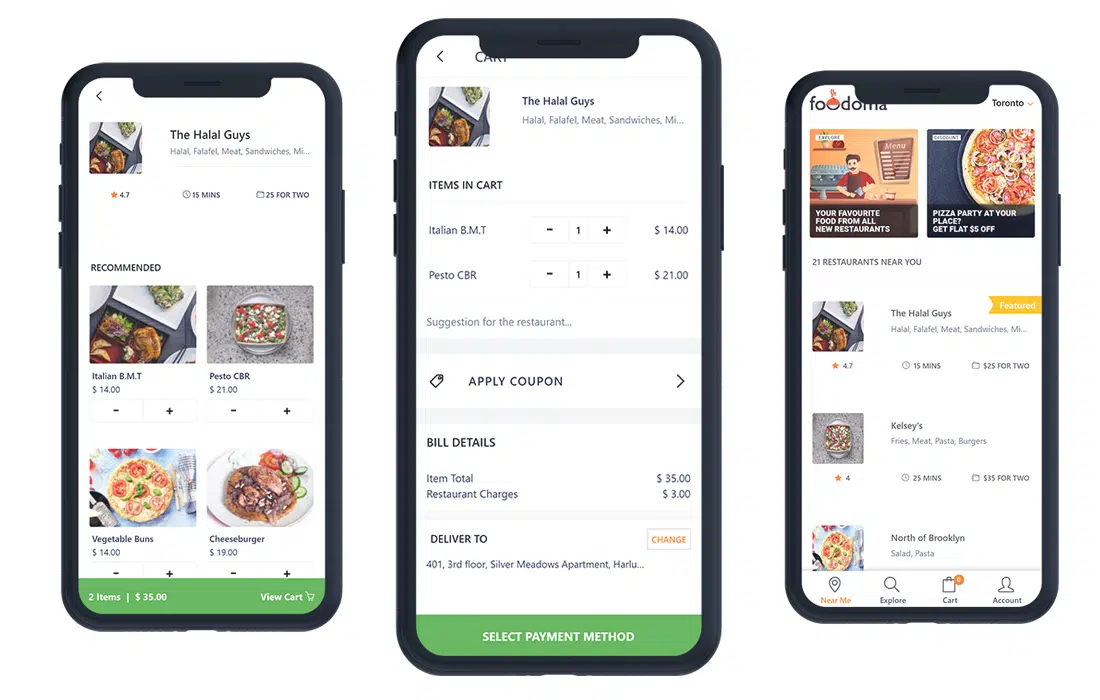 The Halal Guys
Halal, Falafel, Meat, Sandwiches, Mi...
4.7
15 MINS
25 FOR TWO
RECOMMENDED
Italian B.M.T
$ 14.00
- +
Pesto CBR
$ 21.00
- +
Vegetable Buns
$ 14.00
- +
Cheeseburger
$ 19.00
- +
2 Items | $ 35.00
View Cart
CART
The Halal Guys
Halal, Falafel, Meat, Sandwiches, Mi...
ITEMS IN CART
Italian B.M.T - 1 + $ 14.00
Pesto CBR - 1 + $ 21.00
Suggestion for the restaurant...
APPLY COUPON
BILL DETAILS
Item Total $ 35.00
Restaurant Charges $ 3.00
DELIVER TO
CHANGE
401, 3rd floor, Silver Meadows Apartment, Harlu...
SELECT PAYMENT METHOD
foodoma
Toronto
EXPLORE
Menu
YOUR FAVOURITE
FOOD FROM ALL
NEW RESTAURANTS
DISCOUNT
PIZZA PARTY AT YOUR
PLACE?
GET FLAT $5 OFF
21 RESTAURANTS NEAR YOU
Featured
The Halal Guys
Halal, Falafel, Meat, Sandwiches, Mi...
4.7
15 MINS
$25 FOR TWO
Kelsey's
Fries, Meat, Pasta, Burgers
4
25 MINS
$35 FOR TWO
North of Brooklyn
Salad, Pasta
0
Near Me
Explore
Cart
Account